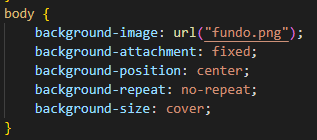 body {
    background-image: url("fundo.png");
    background-attachment: fixed;
    background-position: center;
    background-repeat: no-repeat;
    background-size: cover;
}